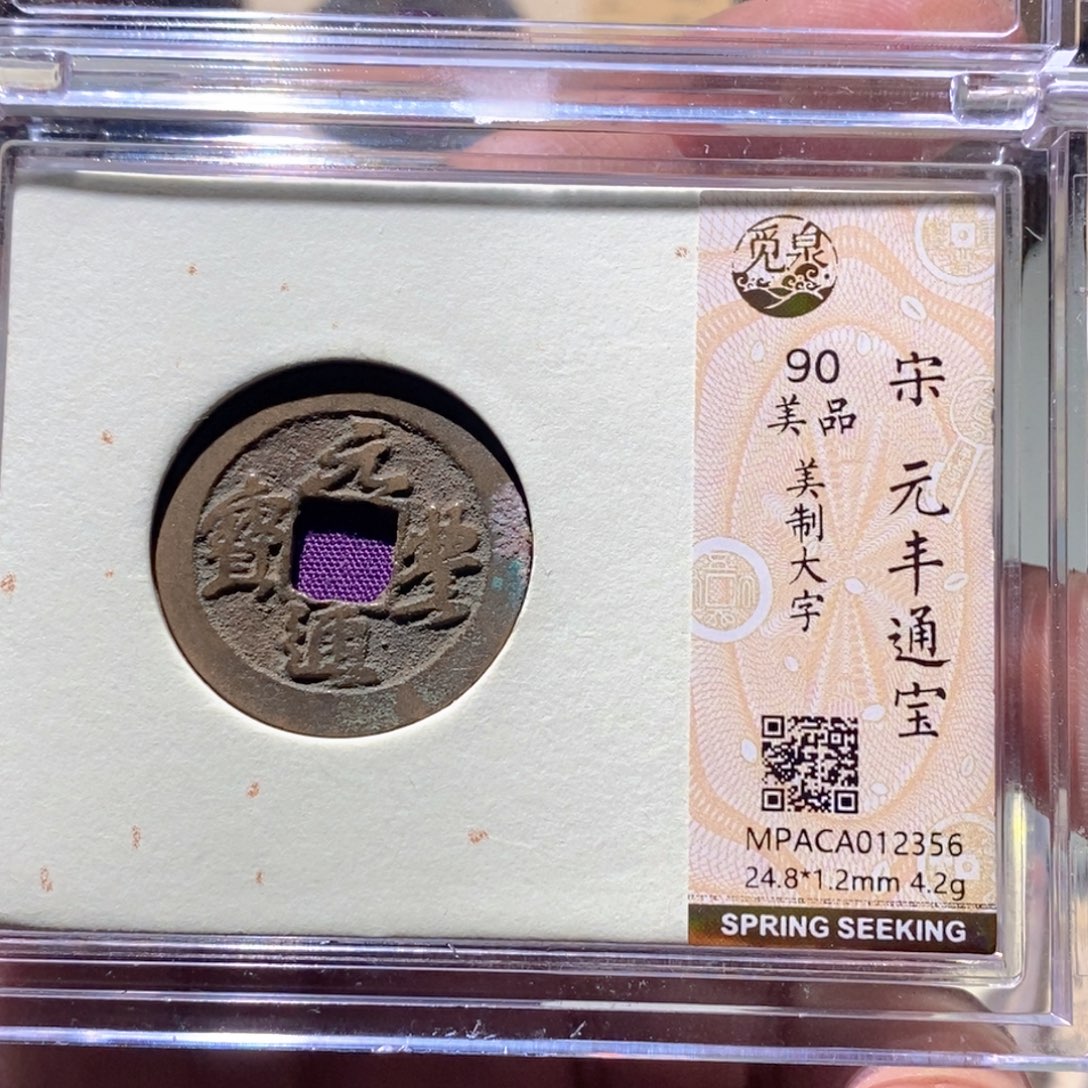 觅泉
宋 元丰通宝
90
美品
美制大字
MPACA012356
24.8*1.2mm 4.2g
SPRING SEEKING
元豐通寶